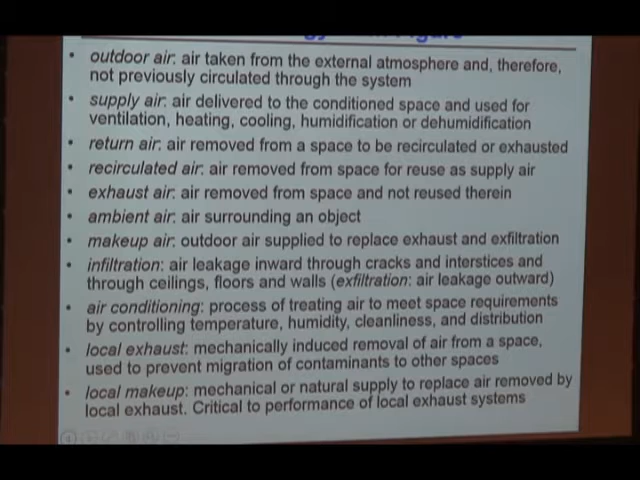 • outdoor air: air taken from the external atmosphere and, therefore,
not previously circulated through the system
• supply air: air delivered to the conditioned space and used for
ventilation, heating, cooling, humidification or dehumidification
• return air: air removed from a space to be recirculated or exhausted
• recirculated air: air removed from space for reuse as supply air
• exhaust air: air removed from space and not reused therein
• ambient air: air surrounding an object
• makeup air: outdoor air supplied to replace exhaust and exfiltration
• infiltration: air leakage inward through cracks and interstices and
through ceilings, floors and walls (exfiltration: air leakage outward)
• air conditioning: process of treating air to meet space requirements
by controlling temperature, humidity, cleanliness, and distribution
• local exhaust: mechanically induced removal of air from a space,
used to prevent migration of contaminants to other spaces
• local makeup: mechanical or natural supply to replace air removed by
local exhaust. Critical to performance of local exhaust systems